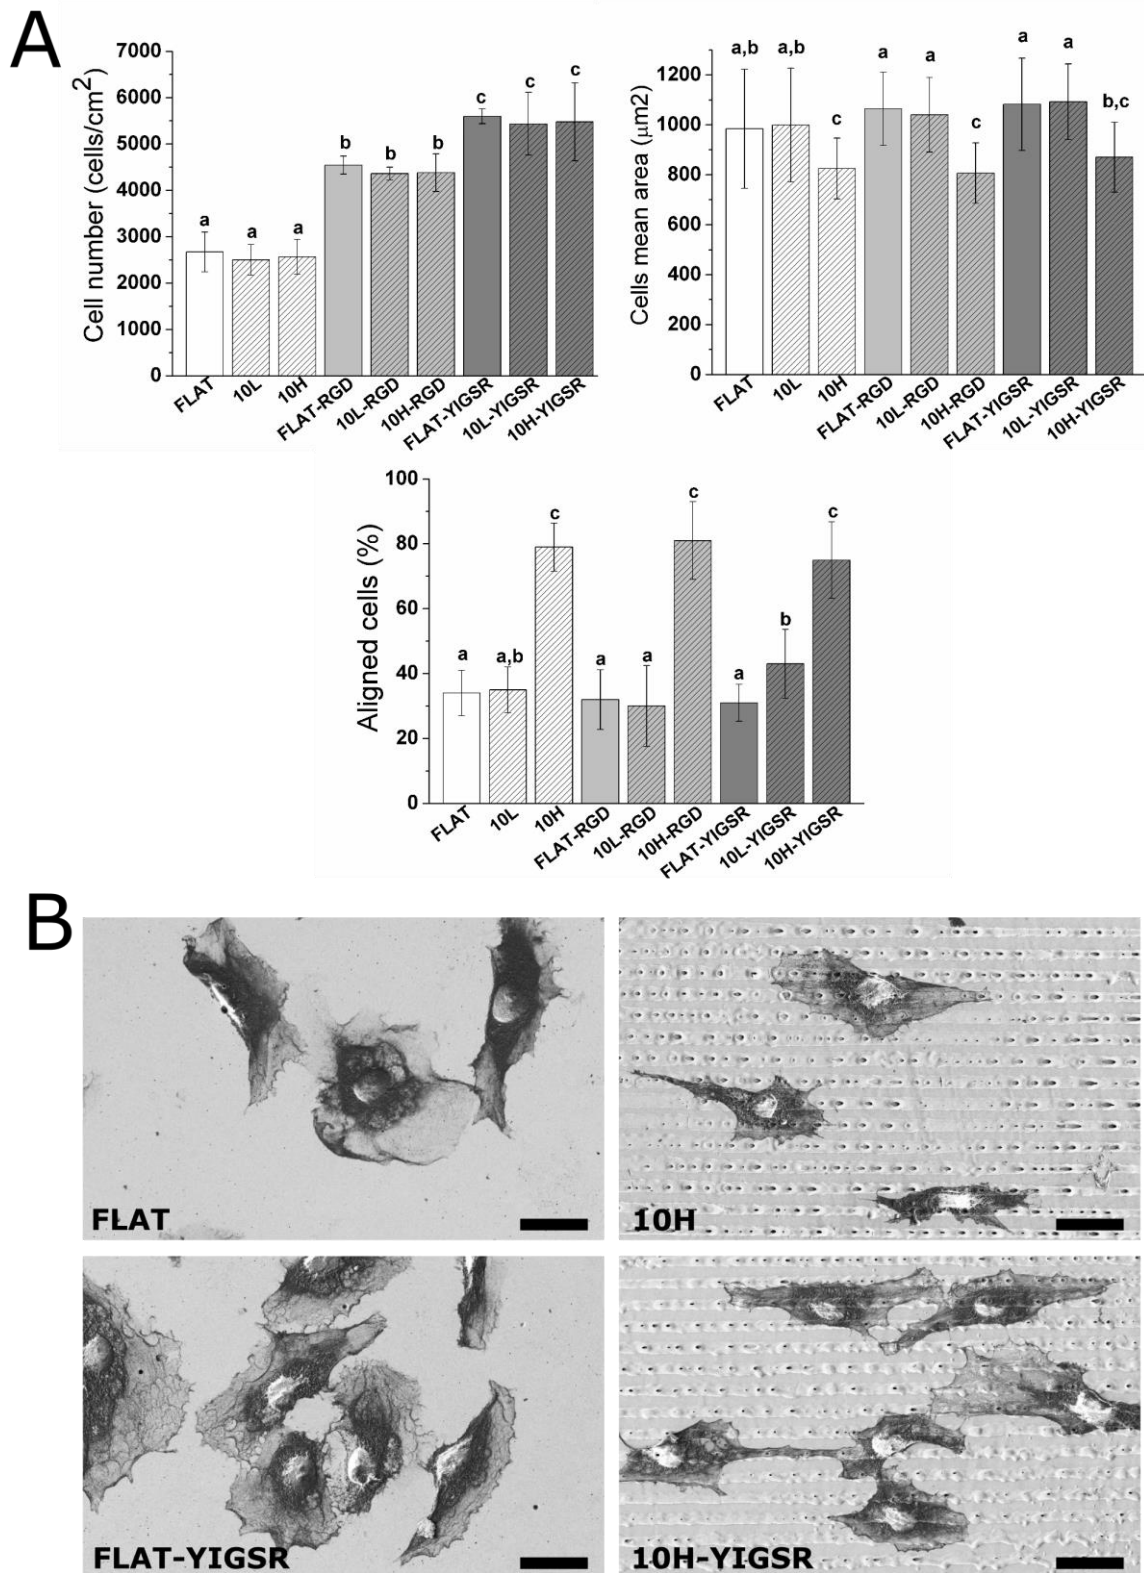 A
Cell number (cells/cm²)
7000
6000
5000
4000
3000
2000
1000
0
a
a
a
b
b
b
c
c
c
FLAT
10L
10H
FLAT-RGD
10L-RGD
10H-RGD
FLAT-YIGSR
10L-YIGSR
10H-YIGSR
Cells mean area (μm2)
1200
1000
800
600
400
200
0
a,b
a,b
c
a
a
c
a
a
b,c
FLAT
10L
10H
FLAT-RGD
10L-RGD
10H-RGD
FLAT-YIGSR
10L-YIGSR
10H-YIGSR
Aligned cells (%)
100
80
60
40
20
0
a
a,b
c
a
a
c
a
b
c
FLAT
10L
10H
FLAT-RGD
10L-RGD
10H-RGD
FLAT-YIGSR
10L-YIGSR
10H-YIGSR
B
FLAT
10H
FLAT-YIGSR
10H-YIGSR